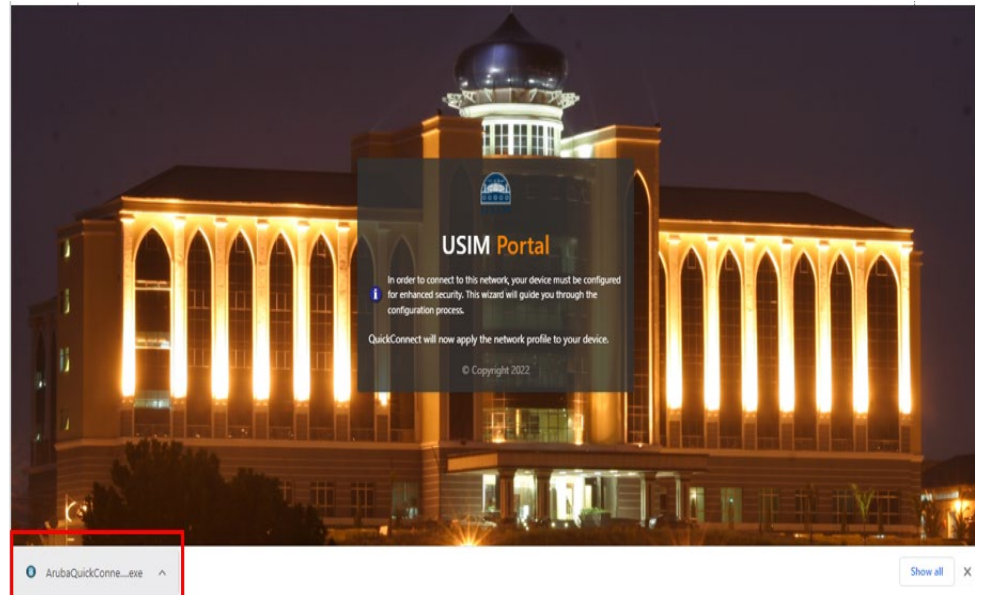 USIM Portal
In order to connect to this network, your device must be configured
for enhanced security. This wizard will guide you through the
configuration process.
QuickConnect will now apply the network profile to your device.
© Copyright 2022
ArubaQuickConne....exe
Show all